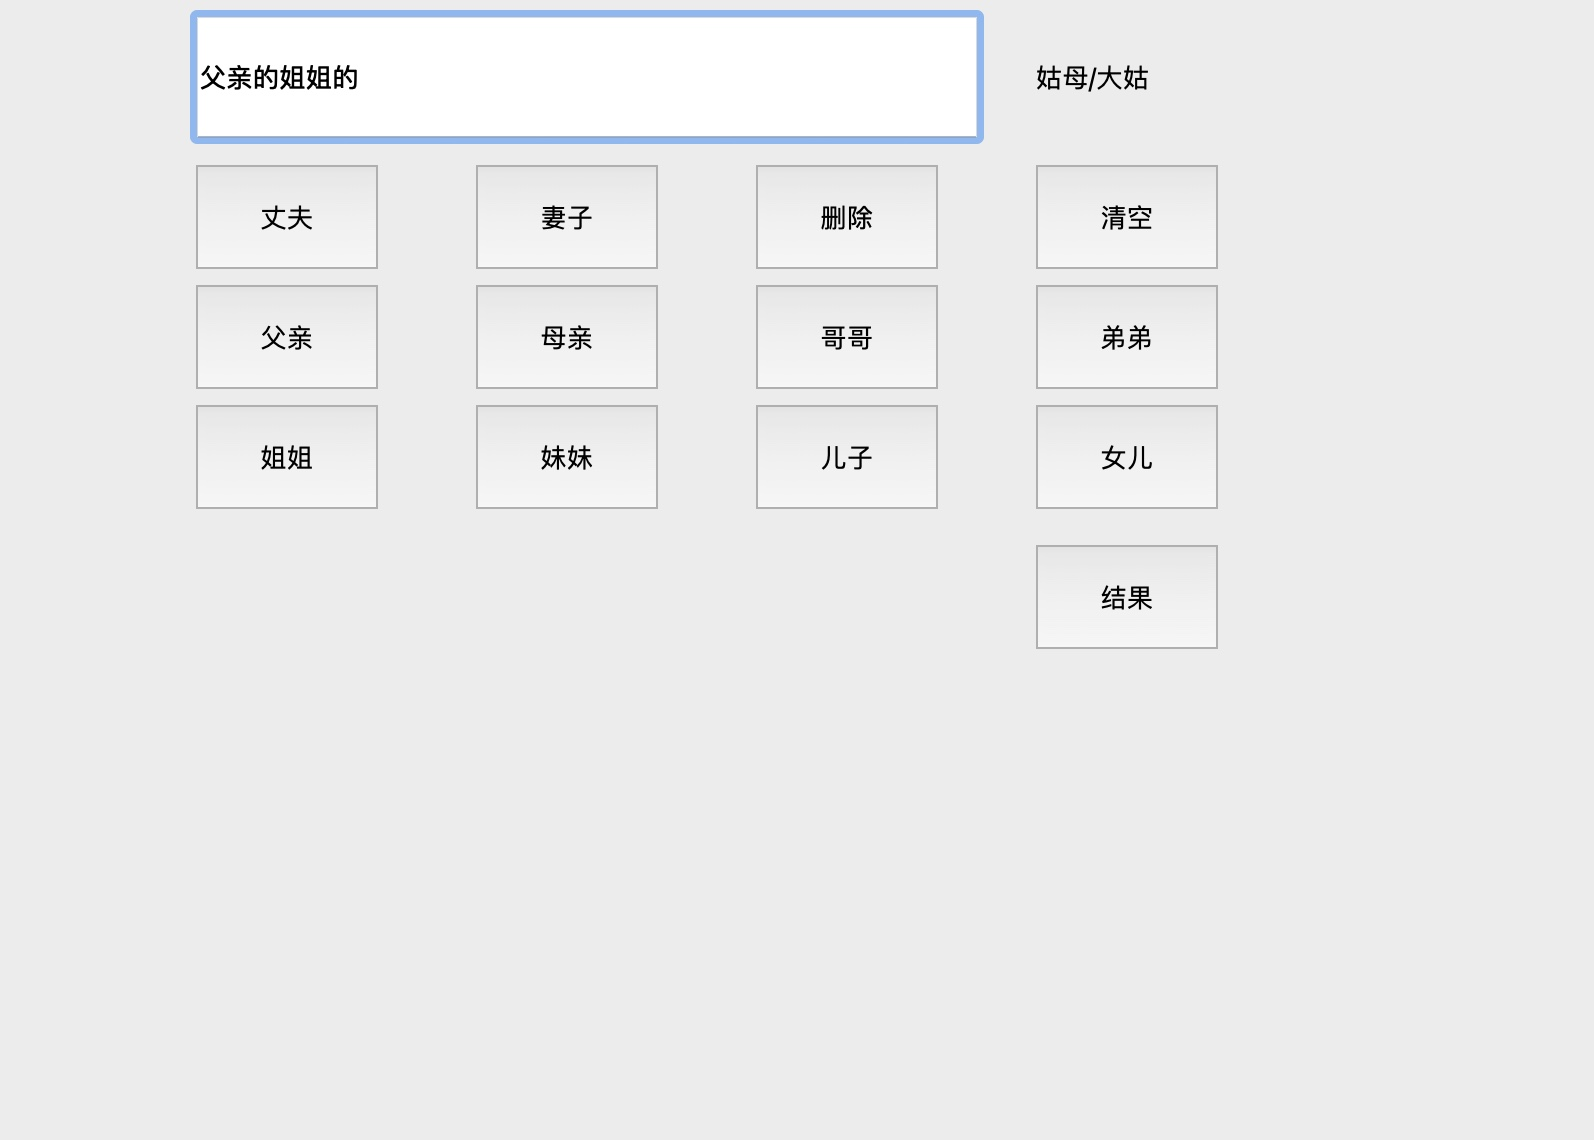 父亲的姐姐的
姑母/大姑
丈夫
妻子
删除
清空
父亲
母亲
哥哥
弟弟
姐姐
妹妹
儿子
女儿
结果